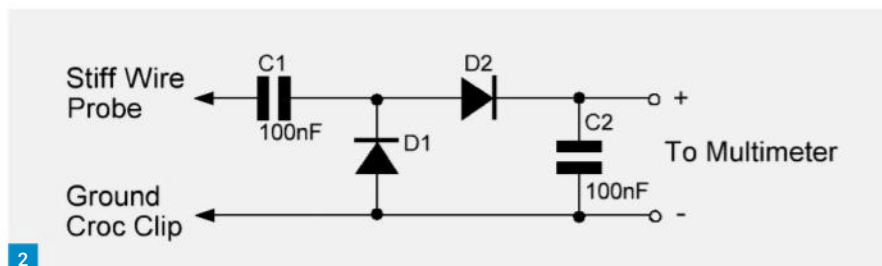 Stiff Wire
Probe
C1
100nF
D2
D1
C2
100nF
+
To Multimeter
-
Ground
Croc Clip
2